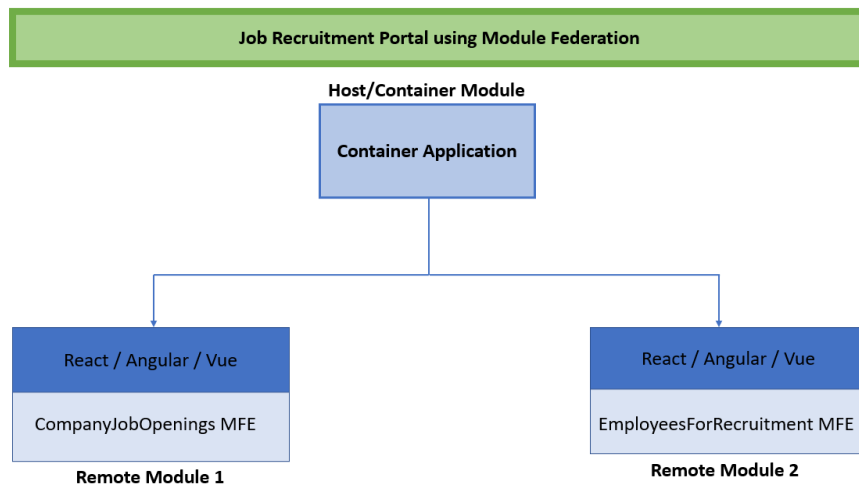 Job Recruitment Portal using Module Federation
Host/Container Module
Container Application
React / Angular / Vue
CompanyJobOpenings MFE
Remote Module 1
React / Angular / Vue
EmployeesForRecruitment MFE
Remote Module 2